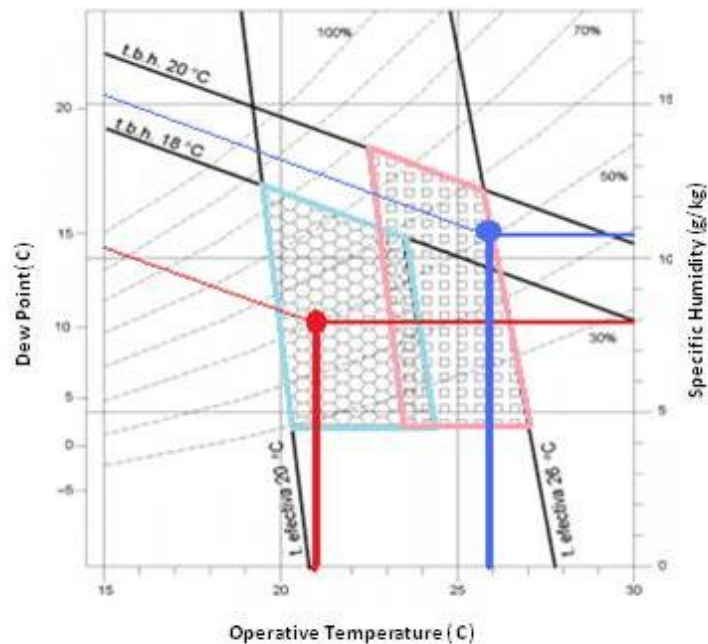 100%
70%
t.b.h. 20 °C
t.b.h. 18 °C
50%
30%
t. efectiva 20 °C
t. efectiva 26 °C
Dew Point (C)
20
15
10
5
0
-5
Specific Humidity (g/kg)
15
10
5
0
15
20
25
30
Operative Temperature (C)